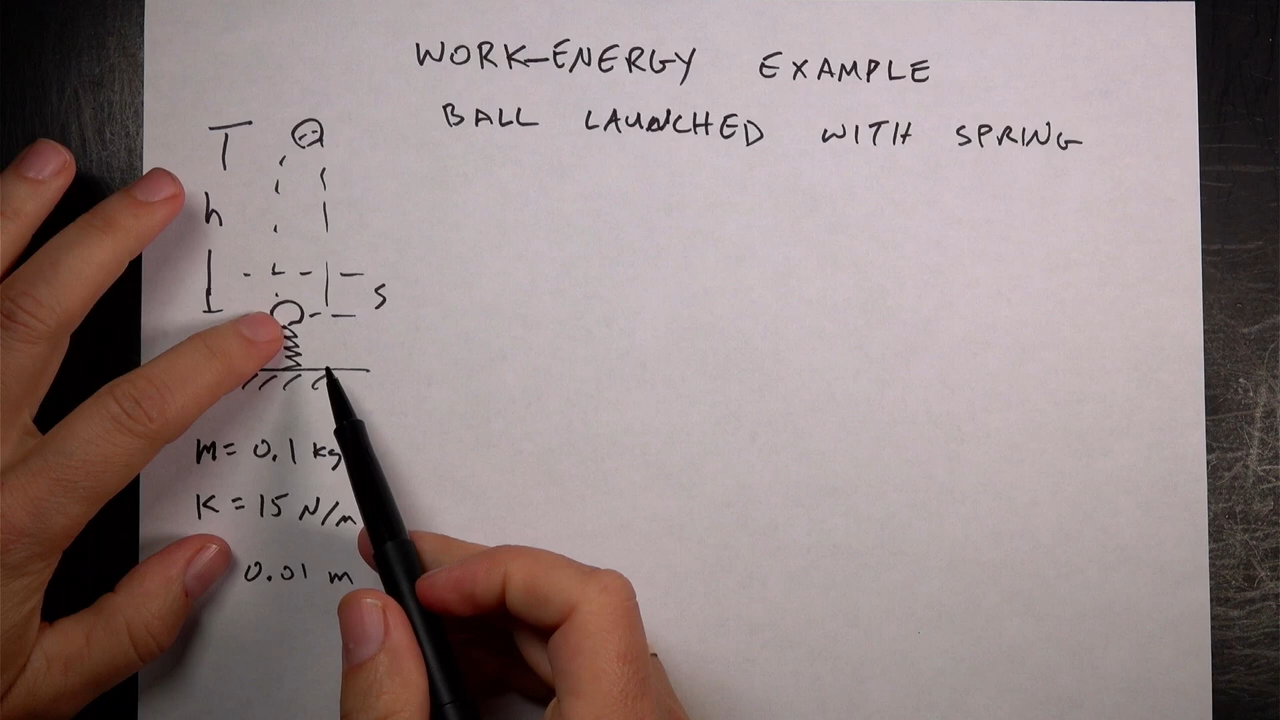 WORK-ENERGY EXAMPLE
BALL LAUNCHED WITH SPRING
h
s
m = 0.1 kg
K = 15 N/m
0.01 m